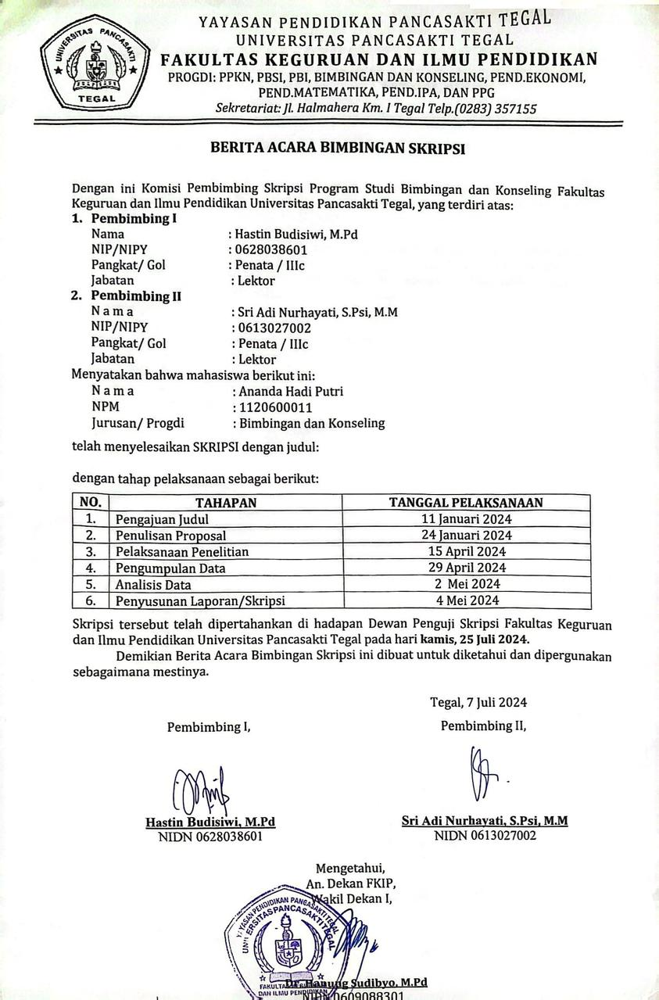 YAYASAN PENDIDIKAN PANCASAKTI TEGAL
UNIVERSITAS PANCASAKTI TEGAL
FAKULTAS KEGURUAN DAN ILMU PENDIDIKAN
PROGDI: PPKN, PBSI, PBI, BIMBINGAN DAN KONSELING, PEND.EKONOMI,
PEND.MATEMATIKA, PEND.IPA, DAN PPG
Sekretariat: Jl. Halmahera Km. I Tegal Telp.(0283) 357155
UNIVERSITAS PANCASAKTI
TEGAL
BERITA ACARA BIMBINGAN SKRIPSI
Dengan ini Komisi Pembimbing Skripsi Program Studi Bimbingan dan Konseling Fakultas
Keguruan dan Ilmu Pendidikan Universitas Pancasakti Tegal, yang terdiri atas:
1. Pembimbing I
Nama : Hastin Budisiwi, M.Pd
NIP/NIPY : 0628038601
Pangkat/ Gol : Penata / IIIc
Jabatan : Lektor
2. Pembimbing II
N a m a : Sri Adi Nurhayati, S.Psi, M.M
NIP/NIPY : 0613027002
Pangkat/ Gol : Penata / IIIc
Jabatan : Lektor
Menyatakan bahwa mahasiswa berikut ini:
N a m a : Ananda Hadi Putri
NPM : 1120600011
Jurusan/ Progdi : Bimbingan dan Konseling
telah menyelesaikan SKRIPSI dengan judul:
dengan tahap pelaksanaan sebagai berikut:
NO. TAHAPAN TANGGAL PELAKSANAAN
1. Pengajuan Judul 11 Januari 2024
2. Penulisan Proposal 24 Januari 2024
3. Pelaksanaan Penelitian 15 April 2024
4. Pengumpulan Data 29 April 2024
5. Analisis Data 2 Mei 2024
6. Penyusunan Laporan/Skripsi 4 Mei 2024
Skripsi tersebut telah dipertahankan di hadapan Dewan Penguji Skripsi Fakultas Keguruan
dan Ilmu Pendidikan Universitas Pancasakti Tegal pada hari kamis, 25 Juli 2024.
Demikian Berita Acara Bimbingan Skripsi ini dibuat untuk diketahui dan dipergunakan
sebagaimana mestinya.
Tegal, 7 Juli 2024
Pembimbing I, Pembimbing II,
Hastin Budisiwi, M.Pd Sri Adi Nurhayati, S.Psi, M.M
NIDN 0628038601 NIDN 0613027002
Mengetahui,
An. Dekan FKIP,
Wakil Dekan I,
YAYASAN PENDIDIKAN PANCASAKTI TEGAL
UNIVERSITAS PANCASAKTI TEGAL
Dr. Hanung Sudibyo, M.Pd
DAN ILMU PENDIDIKAN
NIDN 0609088301